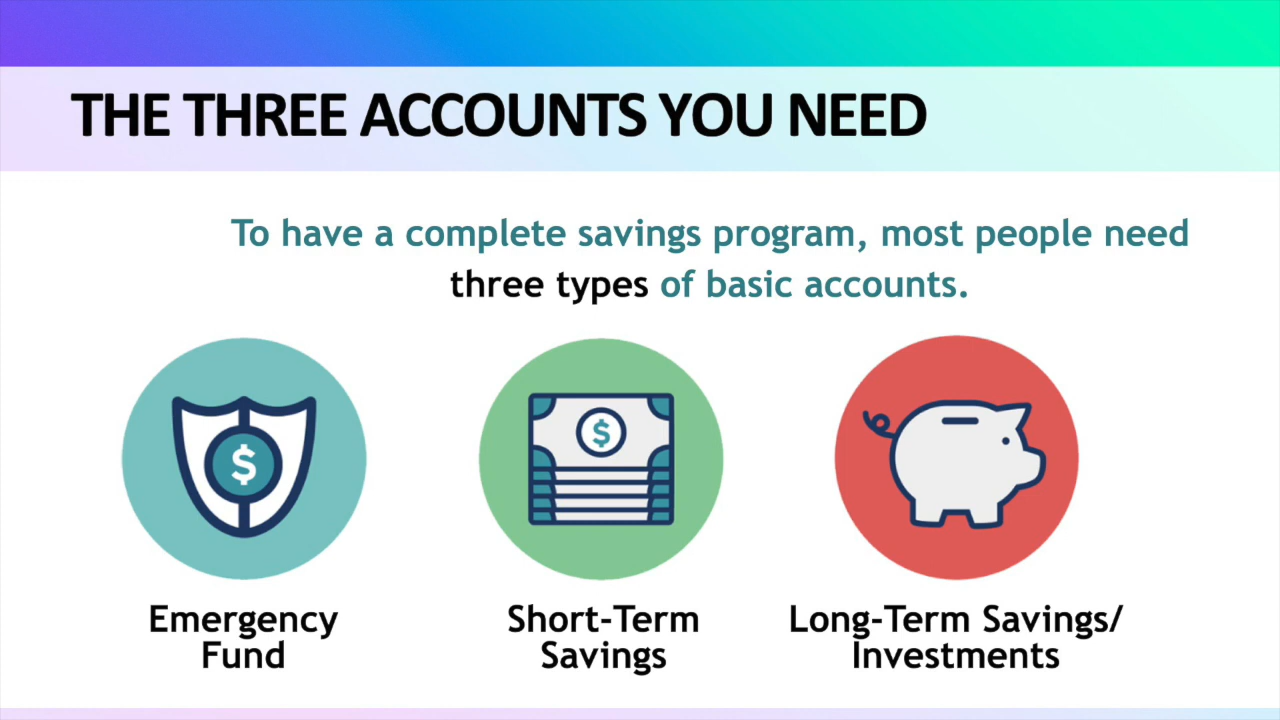 THE THREE ACCOUNTS YOU NEED
To have a complete savings program, most people need
three types of basic accounts.
$
$
Emergency
Fund
Short-Term
Savings
Long-Term Savings/
Investments